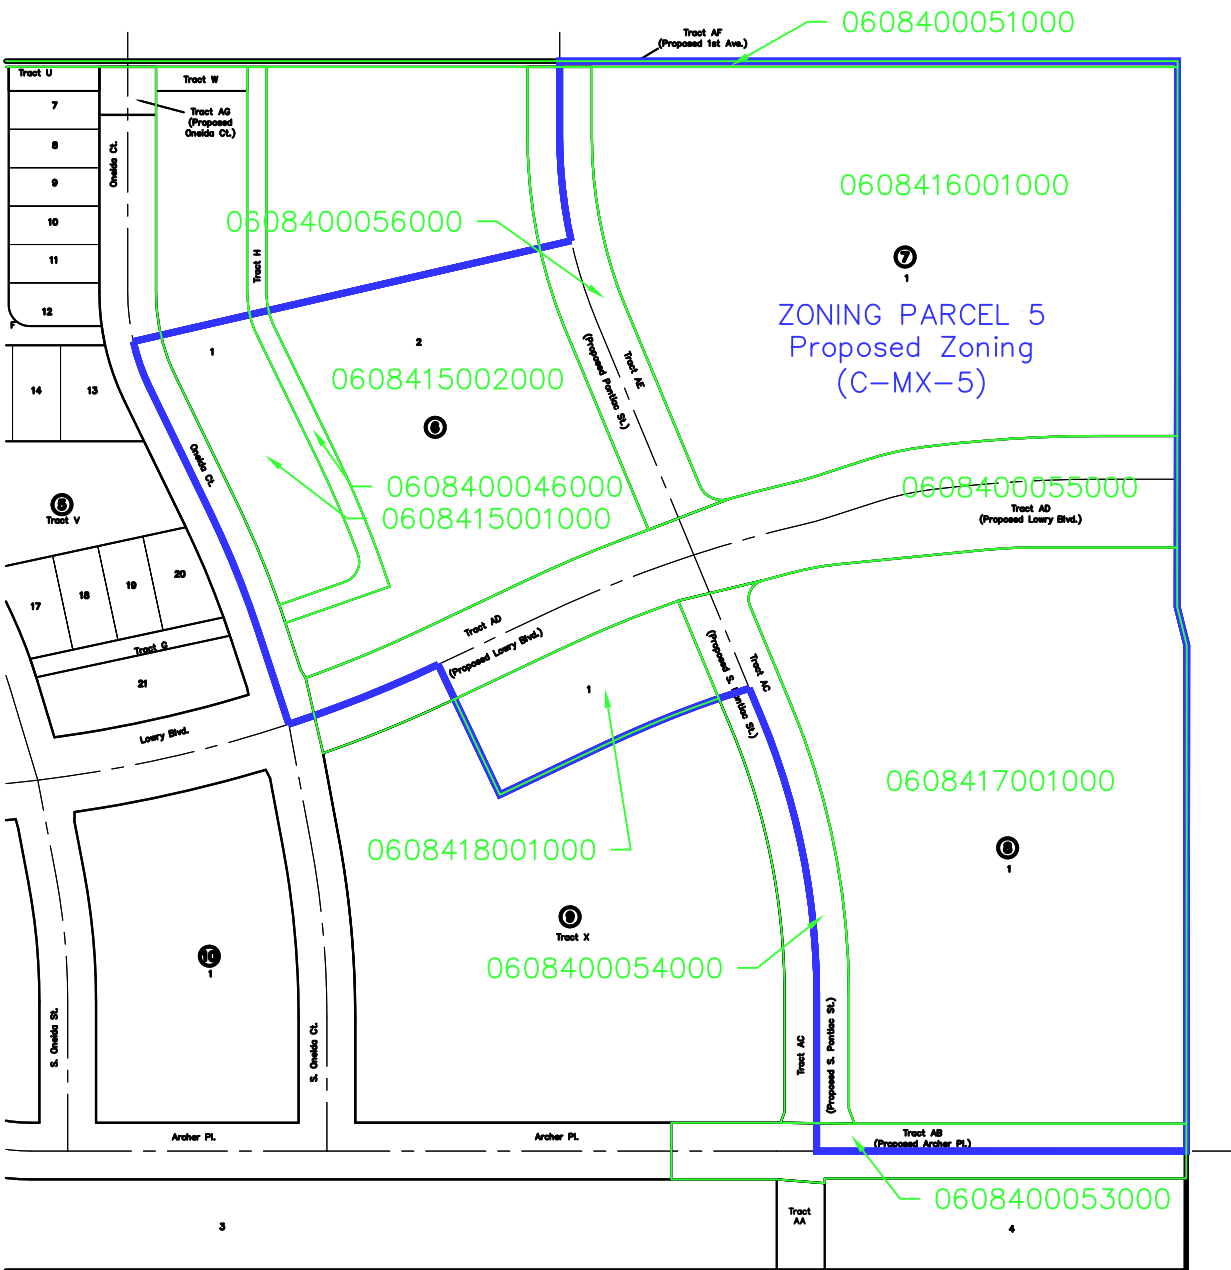 0608400051000
Tract AF
(Proposed 1st Ave.)
Tract U
Tract W
7
Tract AG
(Proposed
Oneida Ct.)
8
Oneida Ct.
9
0608416001000
10
0608400056000
11
Tract H
7
1
12
F
ZONING PARCEL 5
Proposed Zoning
(C-MX-5)
1
2
(Proposed Pontiac St.)
Tract AE
0608415002000
14
13
6
Oneida Ct.
0608400046000
0608400055000
5
Tract V
0608415001000
Tract AD
(Proposed Lowry Blvd.)
20
19
18
17
Tract AD
(Proposed Lowry Blvd.)
Tract G
(Proposed S. Pontiac St.)
Tract AC
21
1
Lowry Blvd.
0608417001000
0608418001000
8
1
9
Tract X
10
1
0608400054000
S. Oneida St.
S. Oneida Ct.
Tract AC
(Proposed S. Pontiac St.)
Archer Pl.
Archer Pl.
Tract AB
(Proposed Archer Pl.)
0608400053000
Tract
AA
3
4